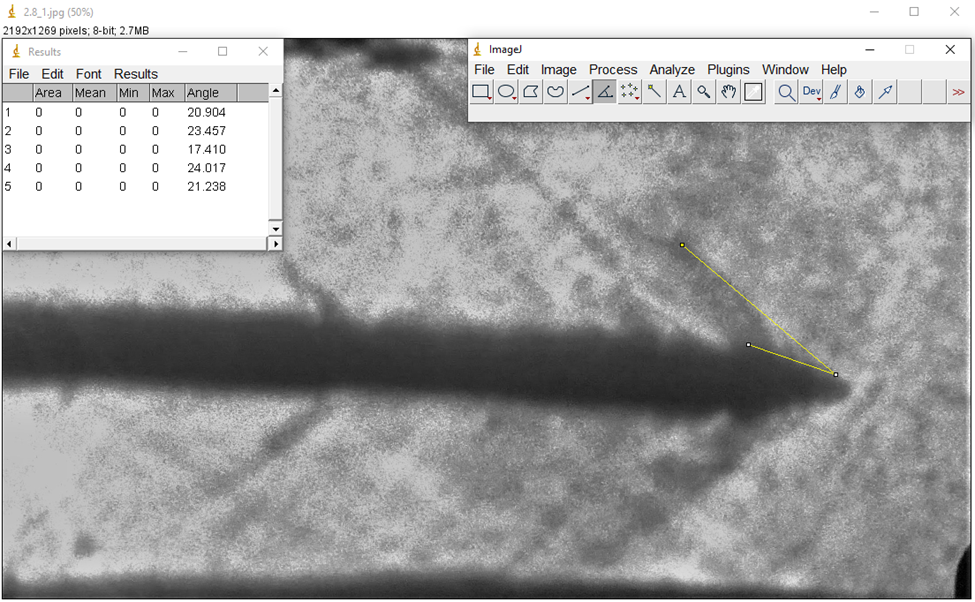 2.8_1.jpg (50%)
2192x1269 pixels; 8-bit; 2.7MB
Results
File Edit Font Results
Area Mean Min Max Angle
1 0 0 0 0 20.904
2 0 0 0 0 23.457
3 0 0 0 0 17.410
4 0 0 0 0 24.017
5 0 0 0 0 21.238
ImageJ
File Edit Image Process Analyze Plugins Window Help
A Dev >>